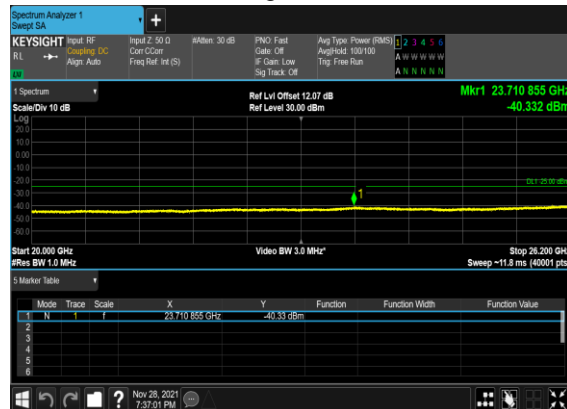 Spectrum Analyzer 1
Swept SA
+
KEYSIGHT Input: RF Input Z: 50 Ω #Atten: 30 dB PNO: Fast Avg Type: Power (RMS) 1 2 3 4 5 6
RL Coupling: DC Corr CCorr Gate: Off Avg|Hold: 100/100 A W W W W W
Align: Auto Freq Ref: Int (S) IF Gain: Low Trig: Free Run
Sig Track: Off A N N N N N
LW
1 Spectrum Ref Lvl Offset 12.07 dB Mkr1 23.710 855 GHz
Scale/Div 10 dB Ref Level 30.00 dBm -40.332 dBm
Log
20.0
10.0
0.00
-10.0
-20.0 DL1 -25.00 dBm
-30.0 1
-40.0
-50.0
-60.0
Start 20.000 GHz Video BW 3.0 MHz* Stop 26.200 GHz
#Res BW 1.0 MHz Sweep ~11.8 ms (40001 pts)
5 Marker Table
Mode Trace Scale X Y Function Function Width Function Value
1 N 1 f 23.710 855 GHz -40.33 dBm
2
3
4
5
6
? Nov 28, 2021
7:37:01 PM